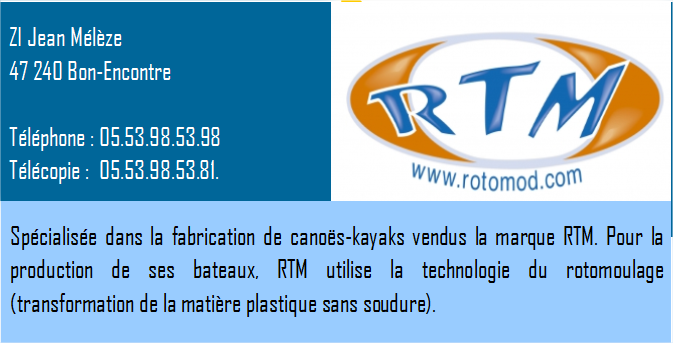 ZI Jean Mélèze
47 240 Bon-Encontre
Téléphone : 05.53.98.53.98
Télécopie : 05.53.98.53.81.
RTM
www.rotomod.com
Spécialisée dans la fabrication de canoës-kayaks vendus la marque RTM. Pour la
production de ses bateaux, RTM utilise la technologie du rotomoulage
(transformation de la matière plastique sans soudure).